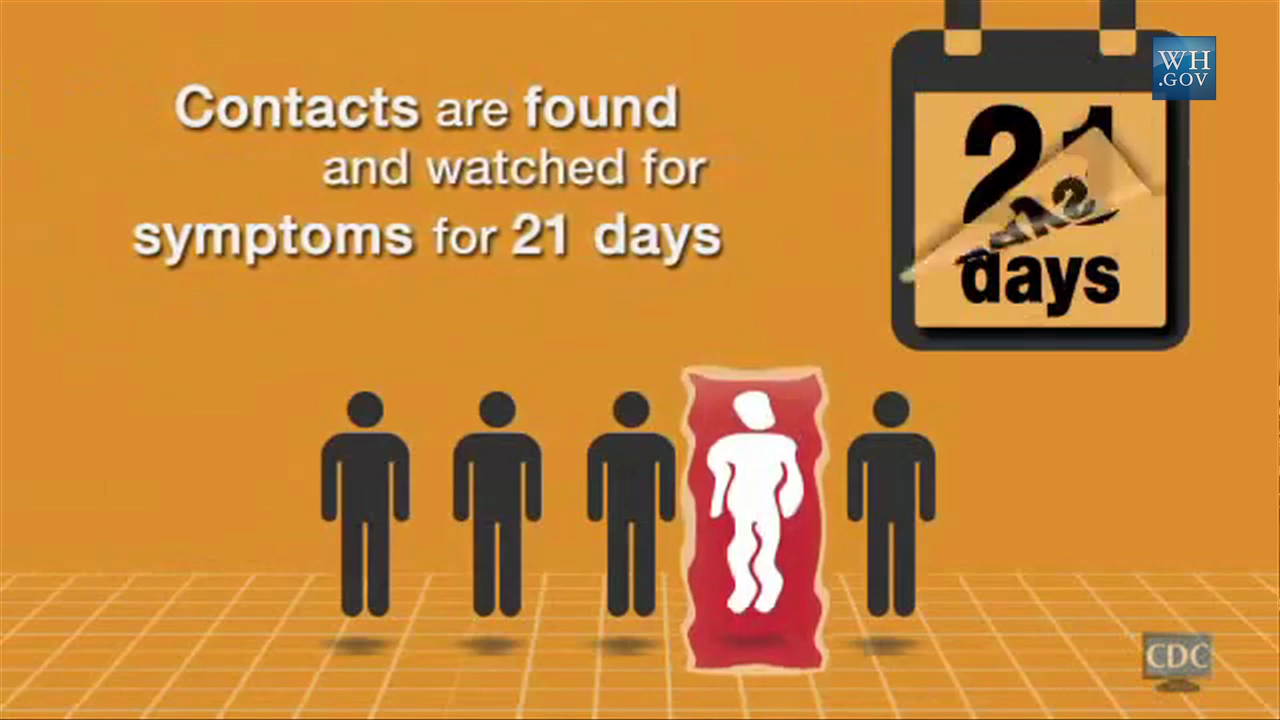 Contacts are found
and watched for
symptoms for 21 days
WH
.GOV
21
days
CDC